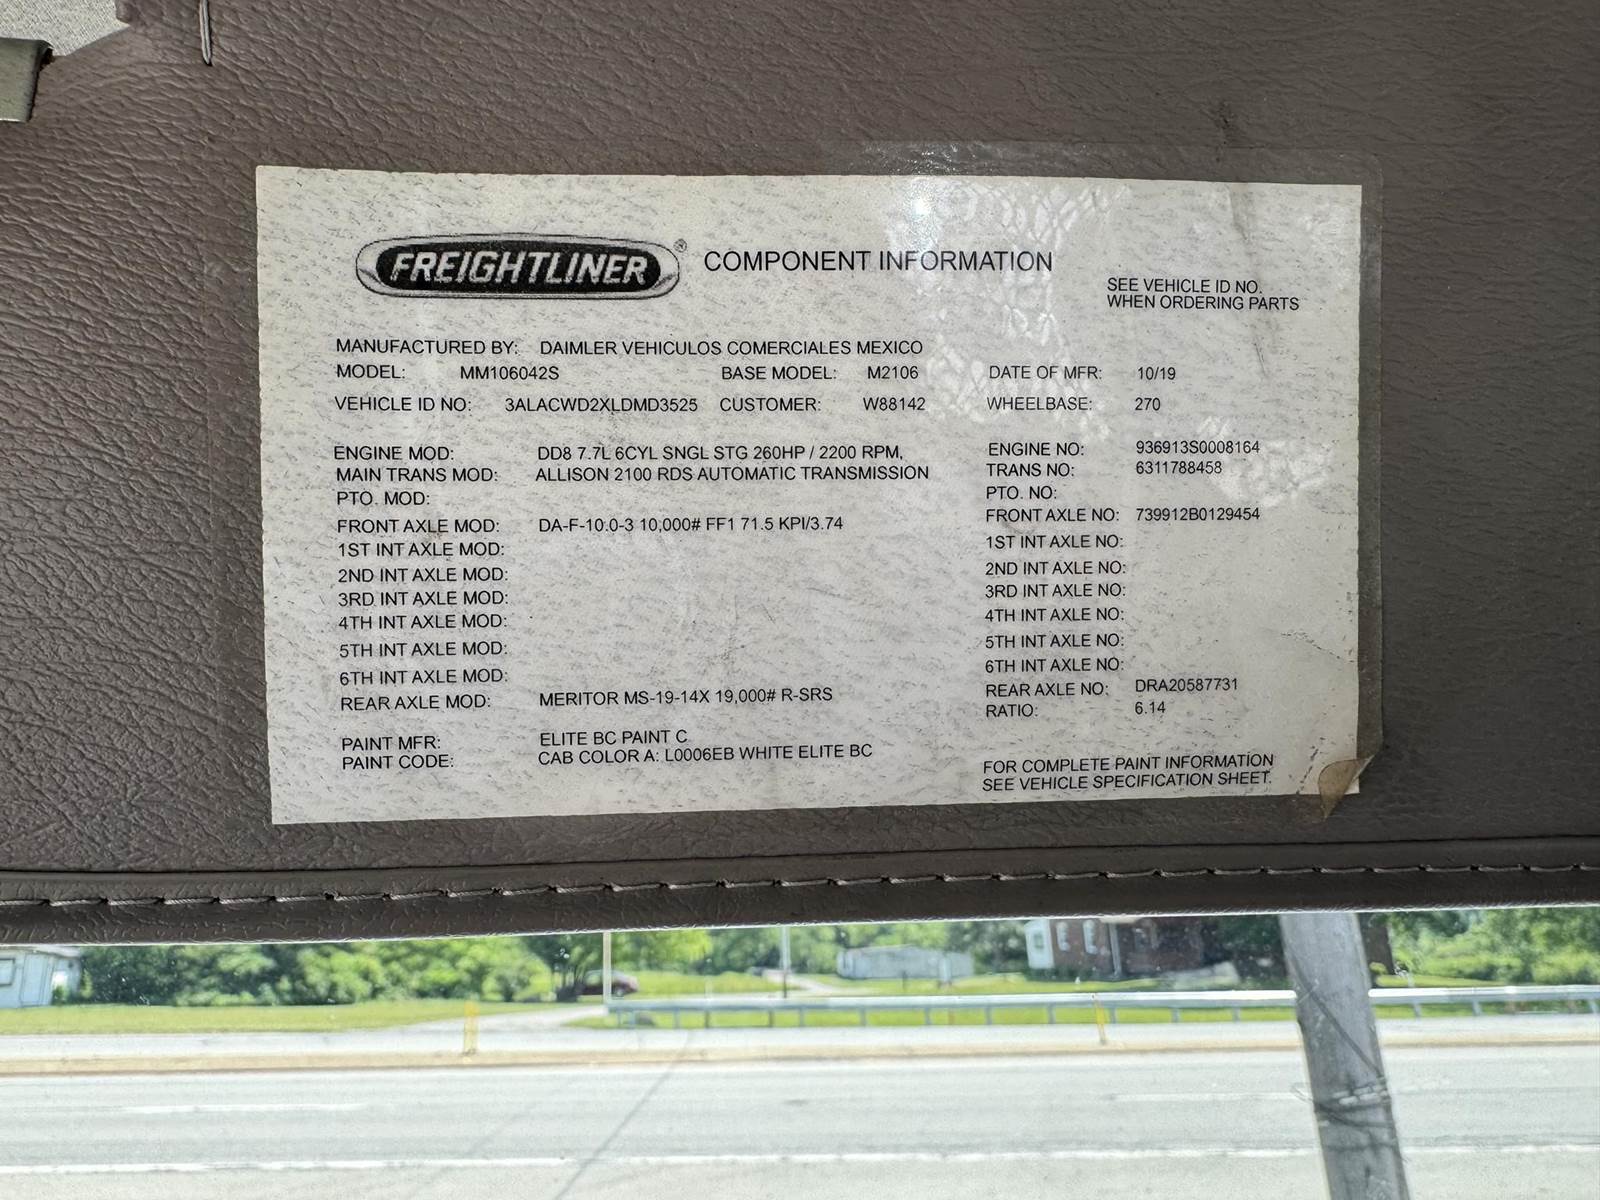 FREIGHTLINER® COMPONENT INFORMATION
SEE VEHICLE ID NO.
WHEN ORDERING PARTS
MANUFACTURED BY: DAIMLER VEHICULOS COMERCIALES MEXICO
MODEL: MM106042S BASE MODEL: M2106 DATE OF MFR: 10/19
VEHICLE ID NO: 3ALACWD2XLDMD3525 CUSTOMER: W88142 WHEELBASE: 270
ENGINE MOD: DD8 7.7L 6CYL SNGL STG 260HP / 2200 RPM, ENGINE NO: 936913S0008164
MAIN TRANS MOD: ALLISON 2100 RDS AUTOMATIC TRANSMISSION TRANS NO: 6311788458
PTO. MOD: PTO. NO:
FRONT AXLE MOD: DA-F-10.0-3 10,000# FF1 71.5 KPI/3.74 FRONT AXLE NO: 739912B0129454
1ST INT AXLE MOD: 1ST INT AXLE NO:
2ND INT AXLE MOD: 2ND INT AXLE NO:
3RD INT AXLE MOD: 3RD INT AXLE NO:
4TH INT AXLE MOD: 4TH INT AXLE NO:
5TH INT AXLE MOD: 5TH INT AXLE NO:
6TH INT AXLE MOD: 6TH INT AXLE NO:
REAR AXLE MOD: MERITOR MS-19-14X 19,000# R-SRS REAR AXLE NO: DRA20587731
RATIO: 6.14
PAINT MFR: ELITE BC PAINT C
PAINT CODE: CAB COLOR A: L0006EB WHITE ELITE BC
FOR COMPLETE PAINT INFORMATION
SEE VEHICLE SPECIFICATION SHEET.